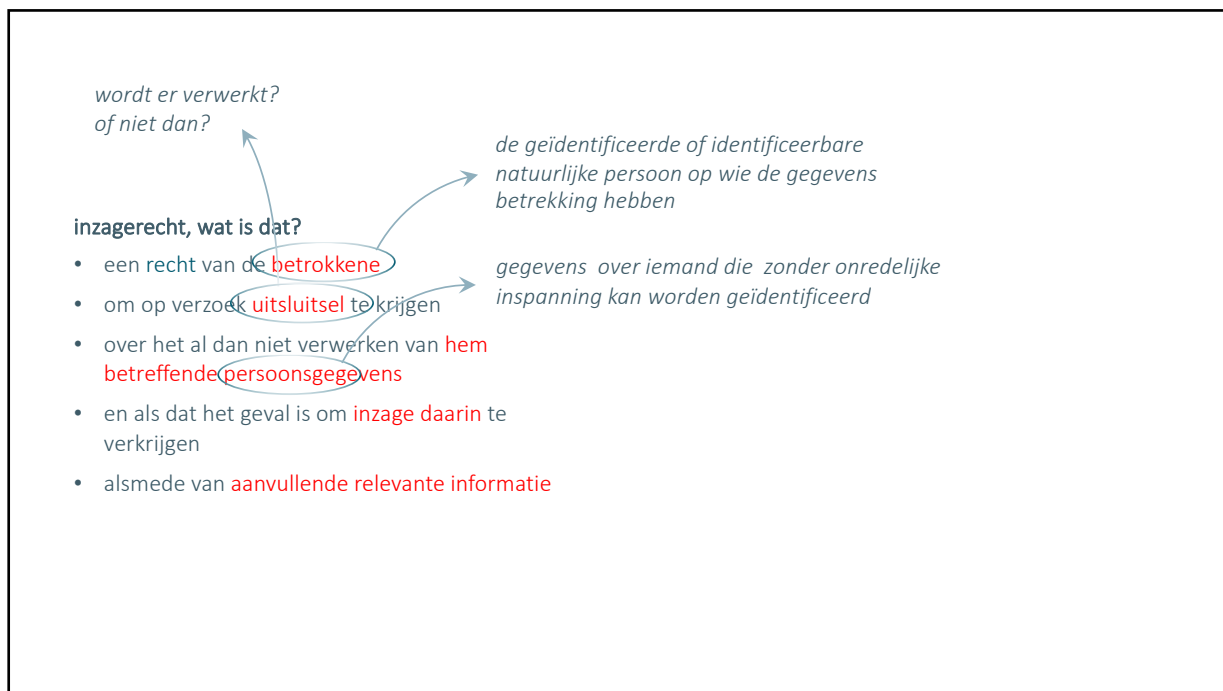 wordt er verwerkt?
of niet dan?
de geïdentificeerde of identificeerbare
natuurlijke persoon op wie de gegevens
betrekking hebben
inzagerecht, wat is dat?
• een recht van de betrokkene
gegevens over iemand die zonder onredelijke
inspanning kan worden geïdentificeerd
• om op verzoek uitsluitsel te krijgen
• over het al dan niet verwerken van hem
betreffende persoonsgegevens
• en als dat het geval is om inzage daarin te
verkrijgen
• alsmede van aanvullende relevante informatie